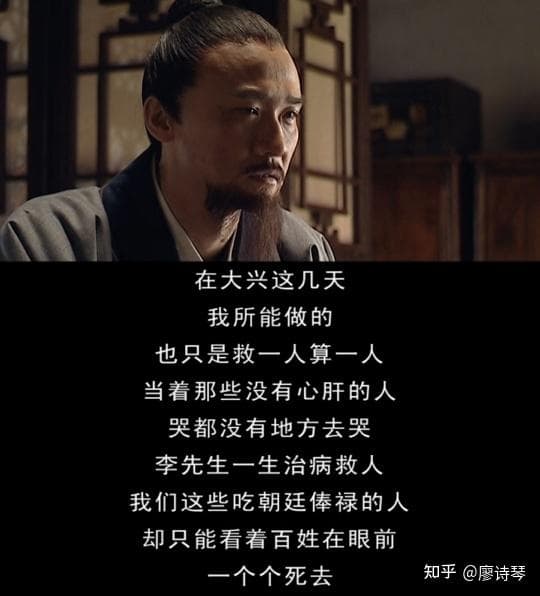 在大兴这几天
我所能做的
也只是救一人算一人
当着那些没有心肝的人
哭都没有地方去哭
李先生一生治病救人
我们这些吃朝廷俸禄的人
却只能看着百姓在眼前
一个个死去
知乎 @廖诗琴